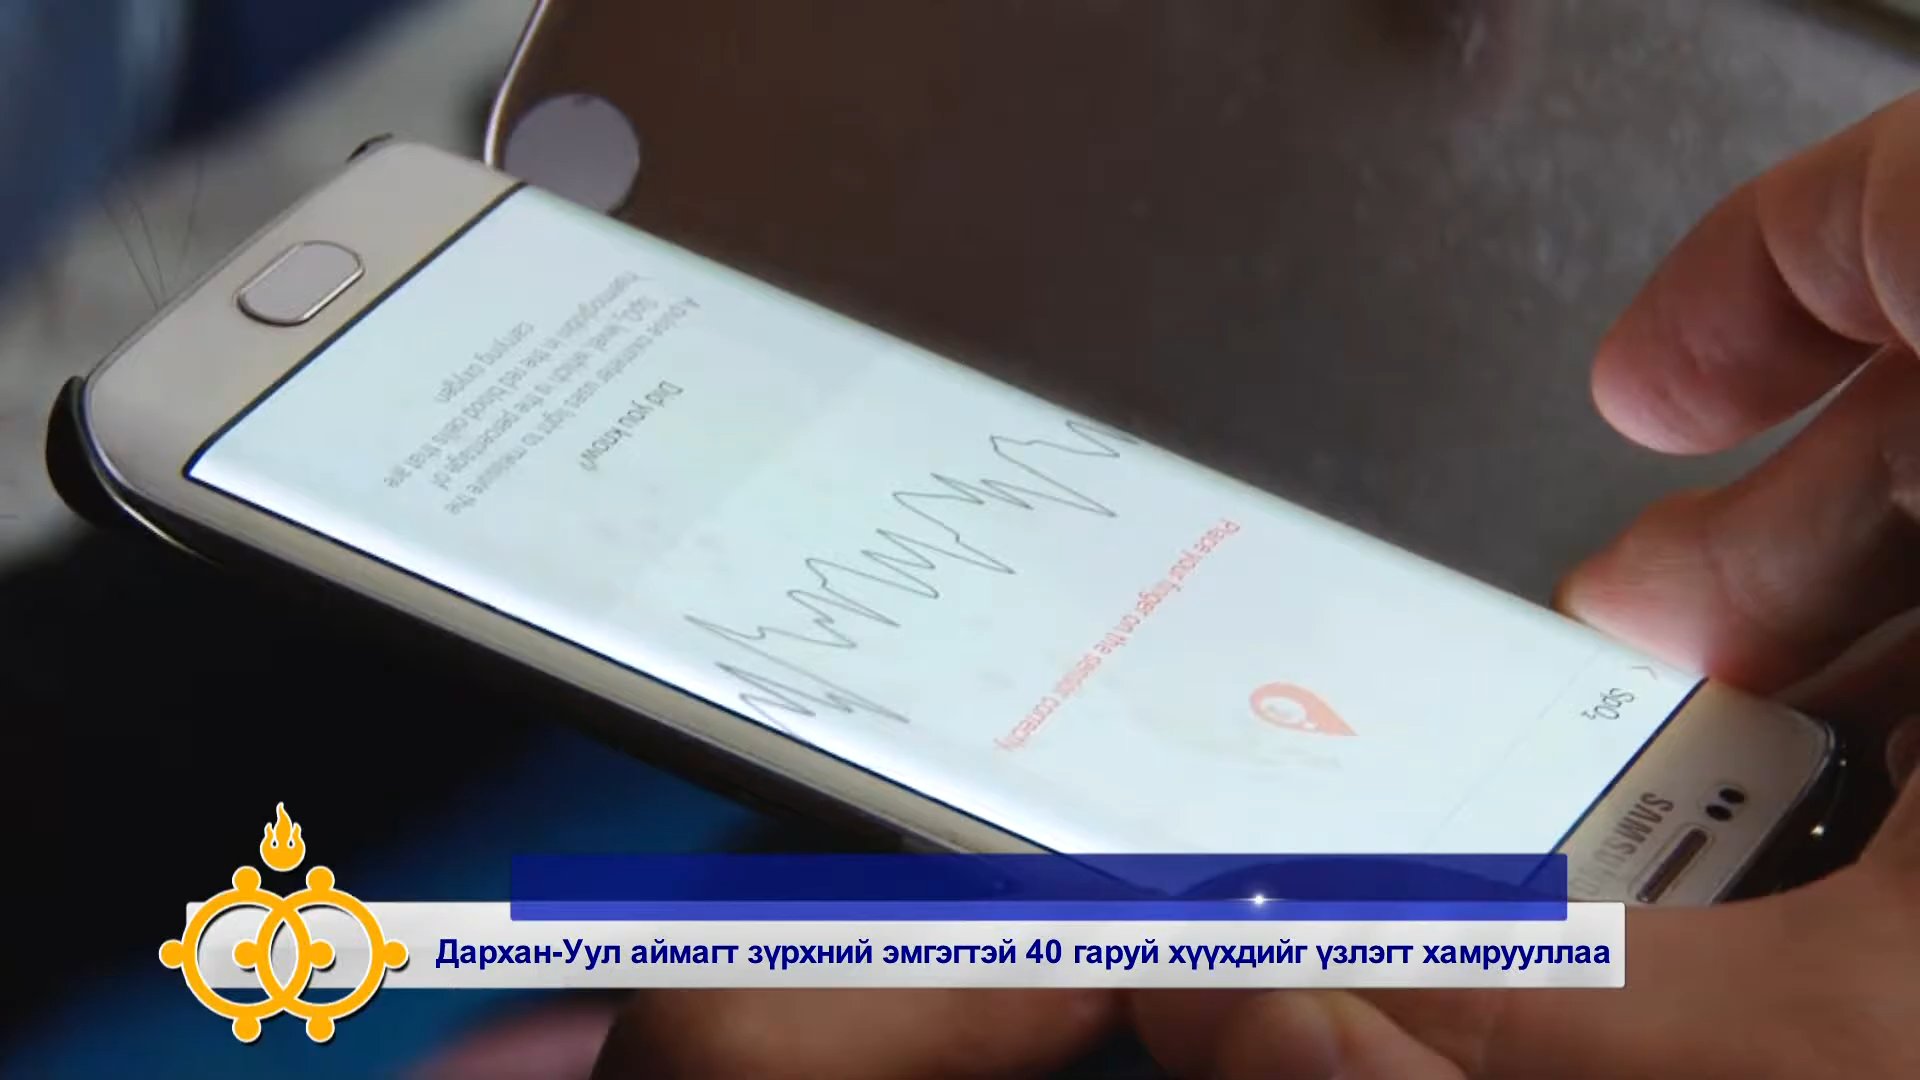 SpO₂
Place your finger on the sensor correctly.
Did you know?
A pulse oximeter uses light to measure the
SpO₂ level, which is the percentage of
haemoglobin in the red blood cells that are
carrying oxygen.
SAMSUNG
Дархан-Уул аймагт зүрхний эмгэгтэй 40 гаруй хүүхдийг үзлэгт хамрууллаа